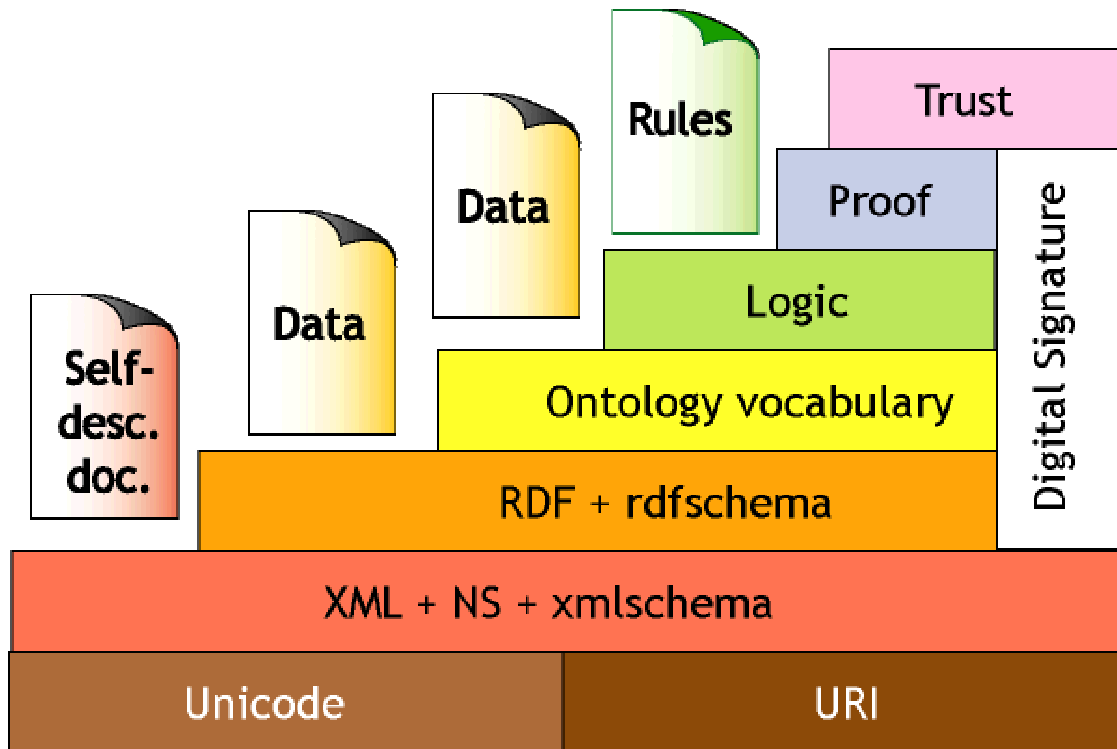 Rules
Trust
Data
Proof
Data
Logic
Self-
desc.
doc.
Ontology vocabulary
Digital Signature
RDF + rdfschema
XML + NS + xmlschema
Unicode
URI